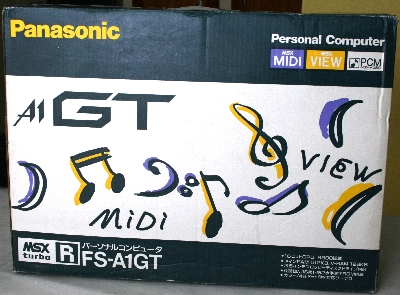 Panasonic
Personal Computer
MSX MIDI
MSX VIEW
PCM
A1GT
VIEW
MiDi
MSX turbo R
パーソナルコンピュータ
FS-A1GT